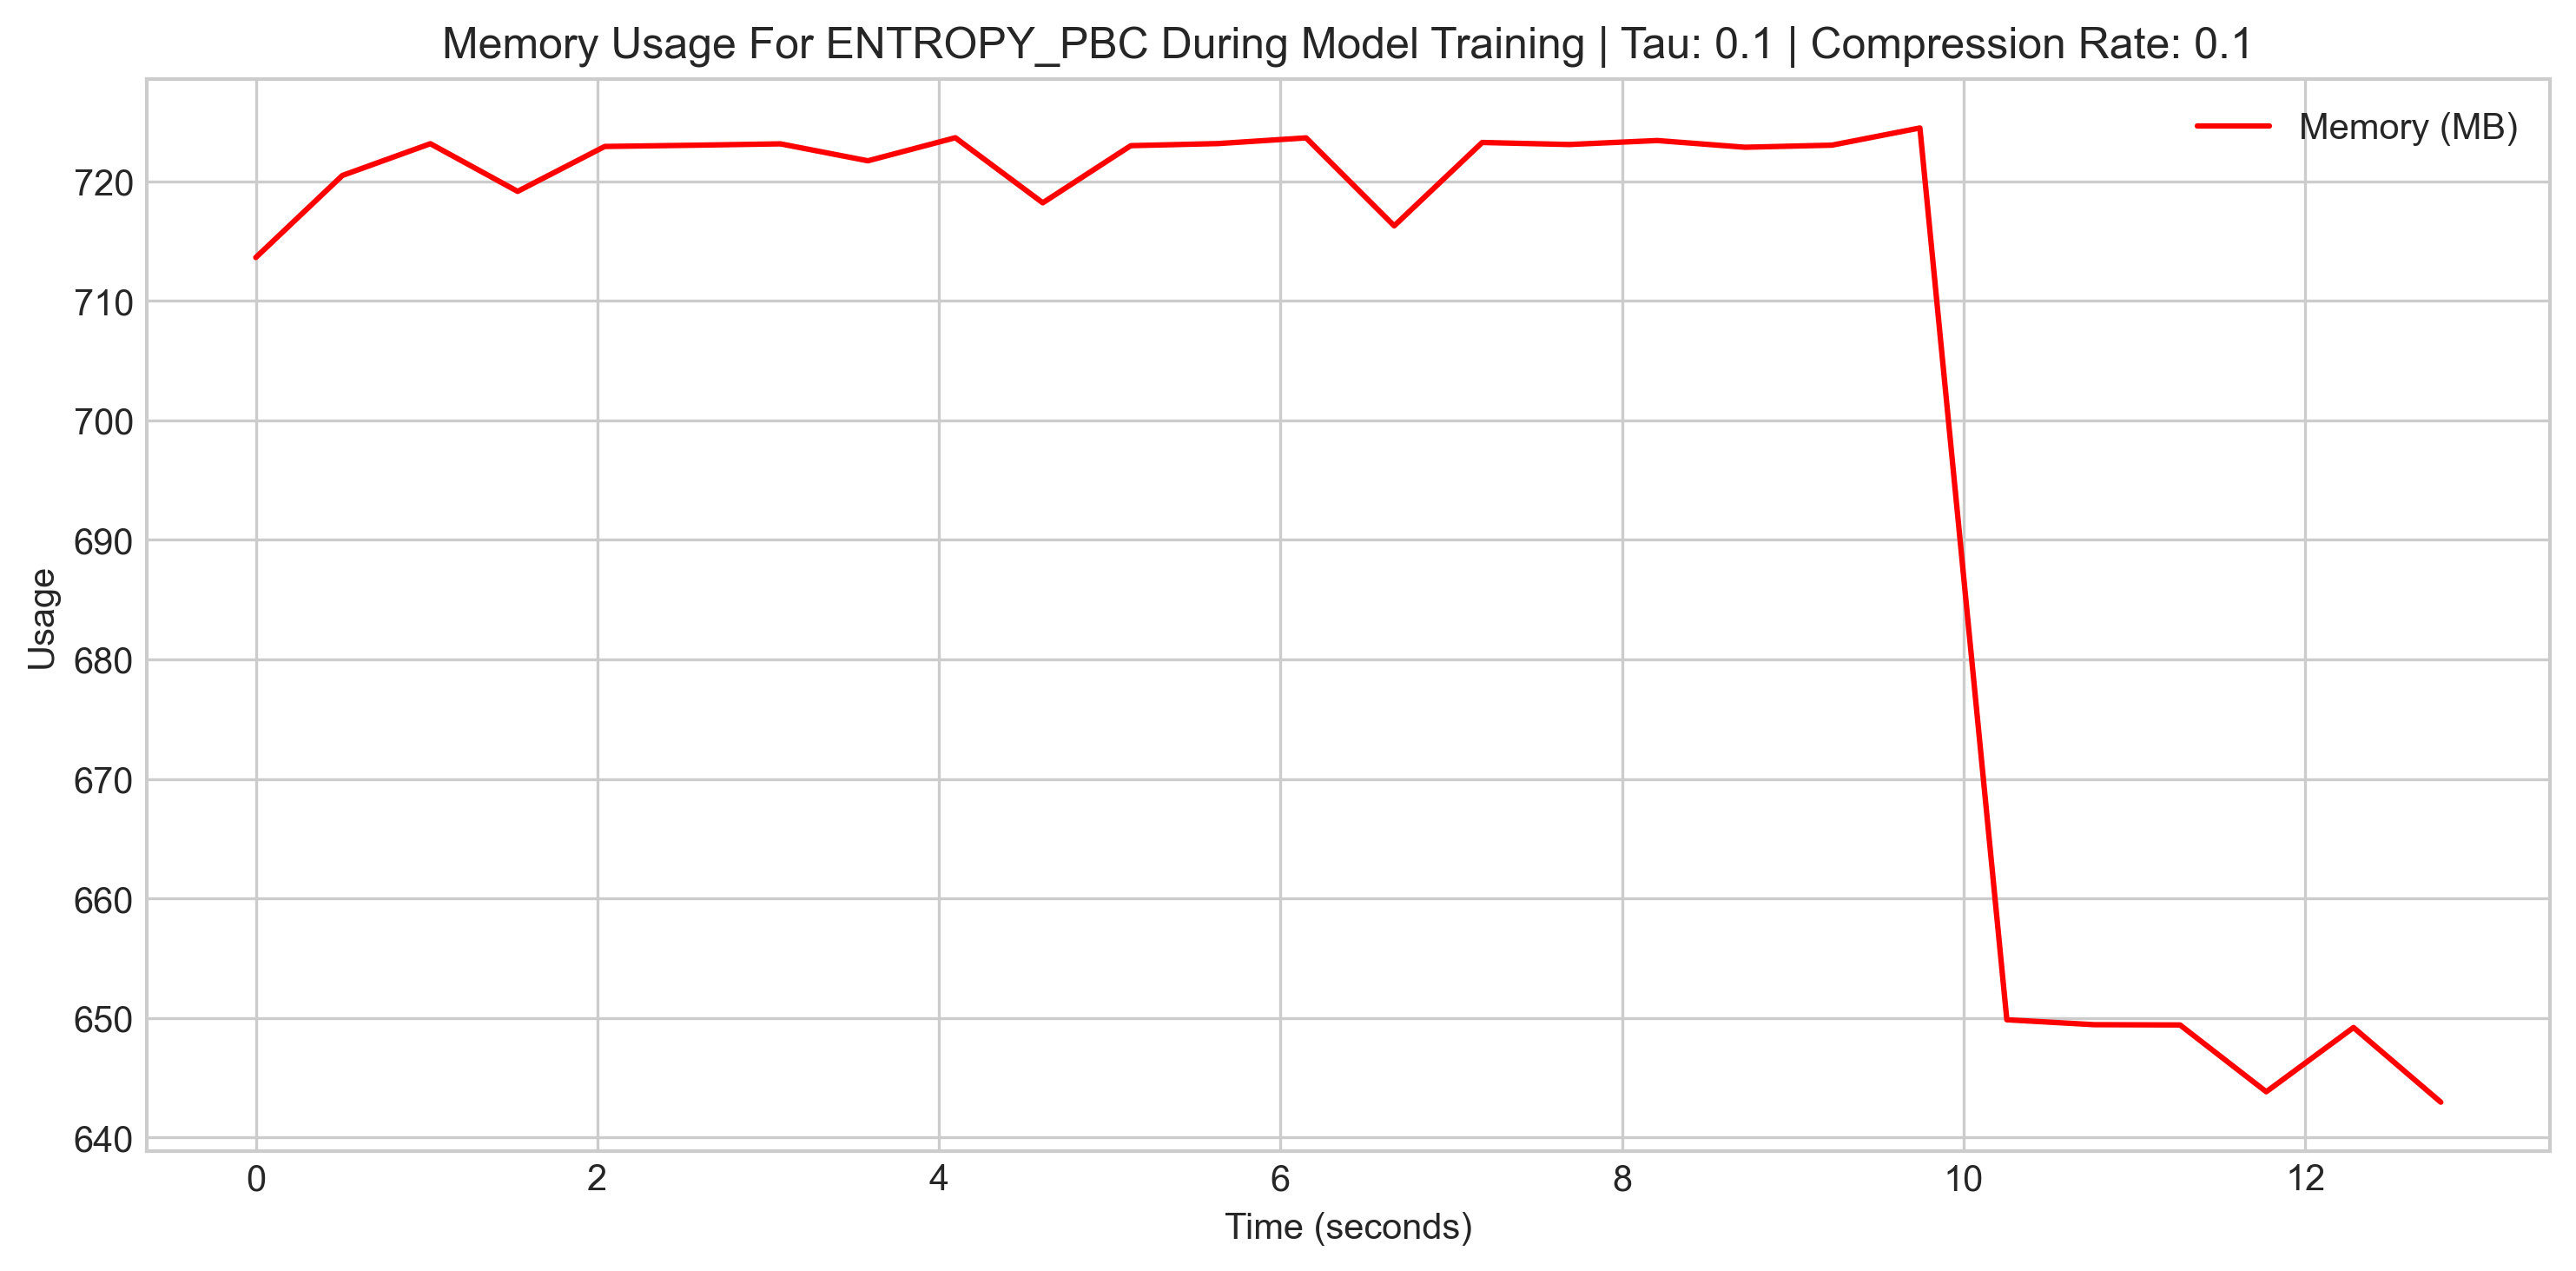 Memory Usage For ENTROPY_PBC During Model Training | Tau: 0.1 | Compression Rate: 0.1
Memory (MB)
720
710
700
690
680
670
660
650
640
Usage
0 2 4 6 8 10 12
Time (seconds)